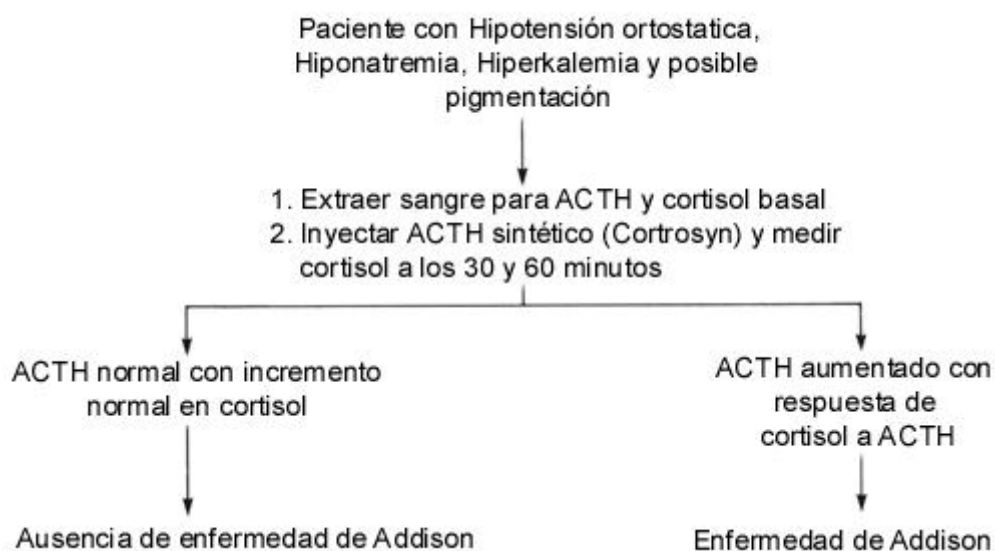 Paciente con Hipotensión ortostatica,
Hiponatremia, Hiperkalemia y posible
pigmentación
1. Extraer sangre para ACTH y cortisol basal
2. Inyectar ACTH sintético (Cortrosyn) y medir
cortisol a los 30 y 60 minutos
ACTH normal con incremento
normal en cortisol
ACTH aumentado con
respuesta de
cortisol a ACTH
Ausencia de enfermedad de Addison
Enfermedad de Addison